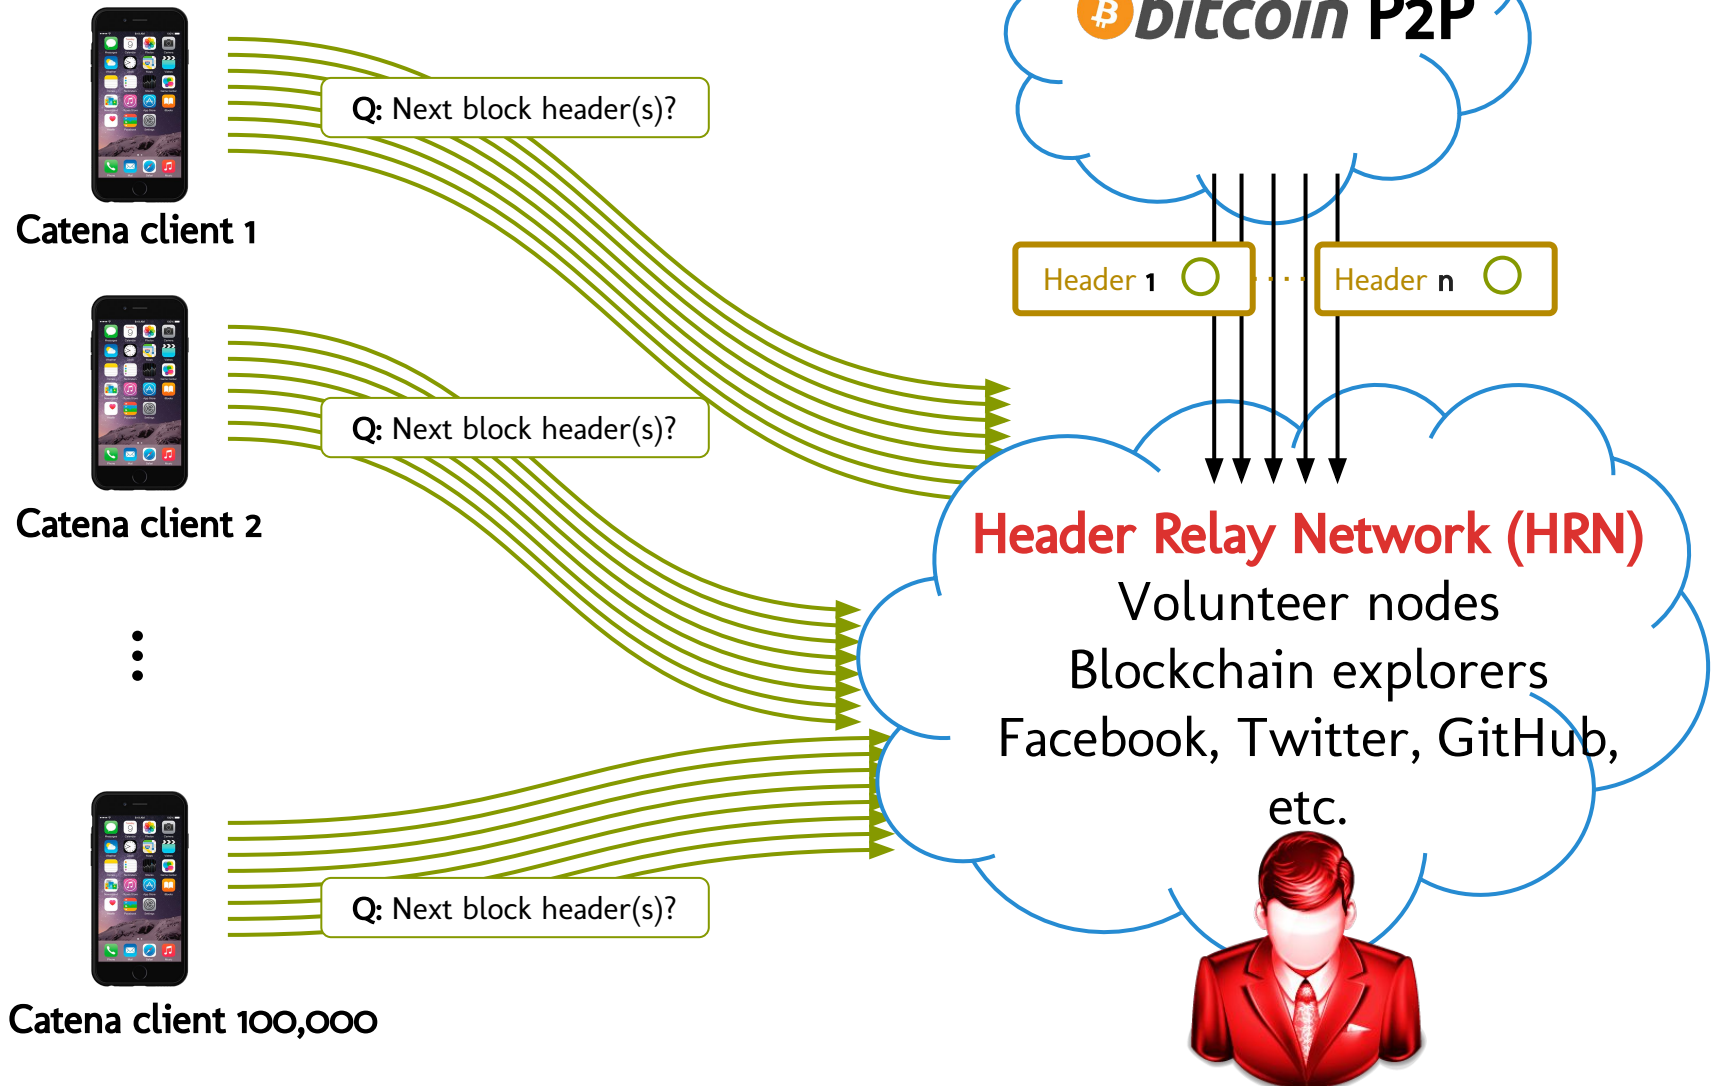 bitcoin P2P
Q: Next block header(s)?
Catena client 1
Header 1
Header n
Q: Next block header(s)?
Catena client 2
Header Relay Network (HRN)
Volunteer nodes
Blockchain explorers
Facebook, Twitter, GitHub,
etc.
Q: Next block header(s)?
Catena client 100,000